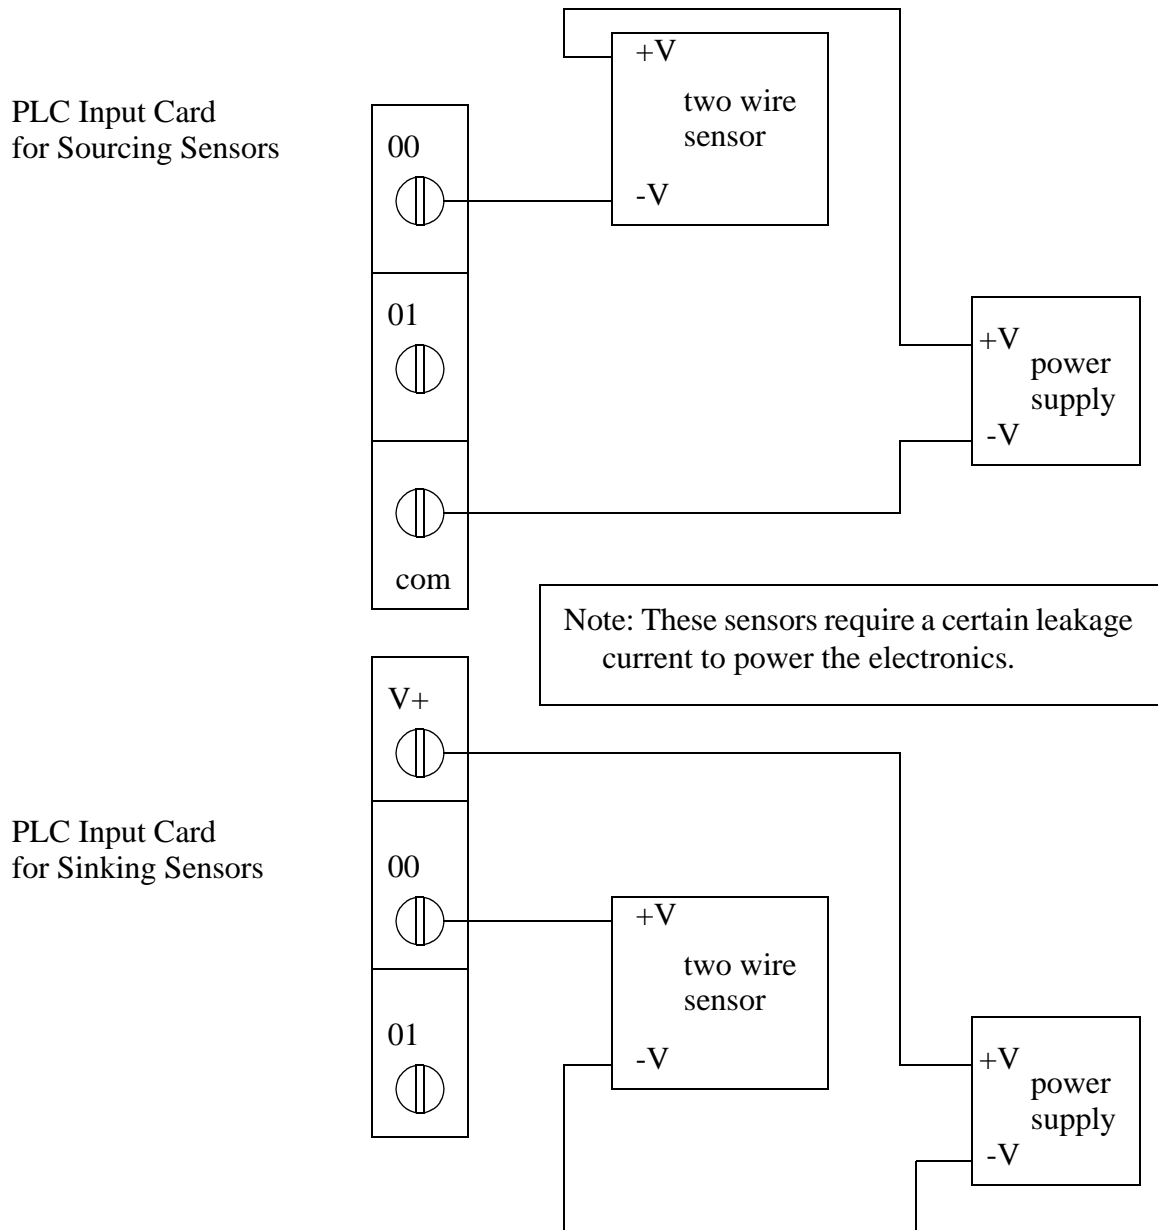 +V
two wire
sensor
-V
PLC Input Card
for Sourcing Sensors
00
01
com
+V
power
supply
-V
Note: These sensors require a certain leakage
current to power the electronics.
V+
PLC Input Card
for Sinking Sensors
00
01
+V
two wire
sensor
-V
+V
power
supply
-V